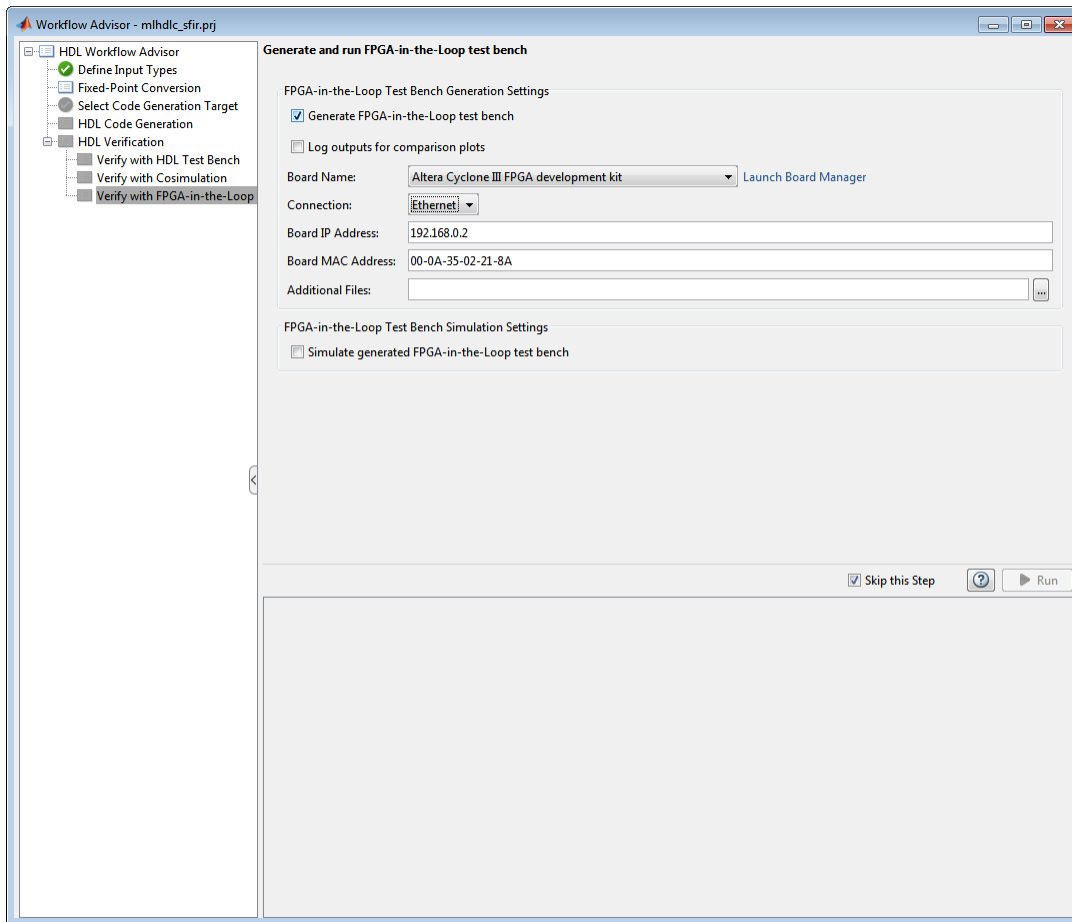 Workflow Advisor - mlhdlc_sfir.prj
HDL Workflow Advisor
Define Input Types
Fixed-Point Conversion
Select Code Generation Target
HDL Code Generation
HDL Verification
Verify with HDL Test Bench
Verify with Cosimulation
Verify with FPGA-in-the-Loop
Generate and run FPGA-in-the-Loop test bench
FPGA-in-the-Loop Test Bench Generation Settings
Generate FPGA-in-the-Loop test bench
Log outputs for comparison plots
Board Name: Altera Cyclone III FPGA development kit Launch Board Manager
Connection: Ethernet
Board IP Address: 192.168.0.2
Board MAC Address: 00-0A-35-02-21-8A
Additional Files: ...
FPGA-in-the-Loop Test Bench Simulation Settings
Simulate generated FPGA-in-the-Loop test bench
Skip this Step ? Run